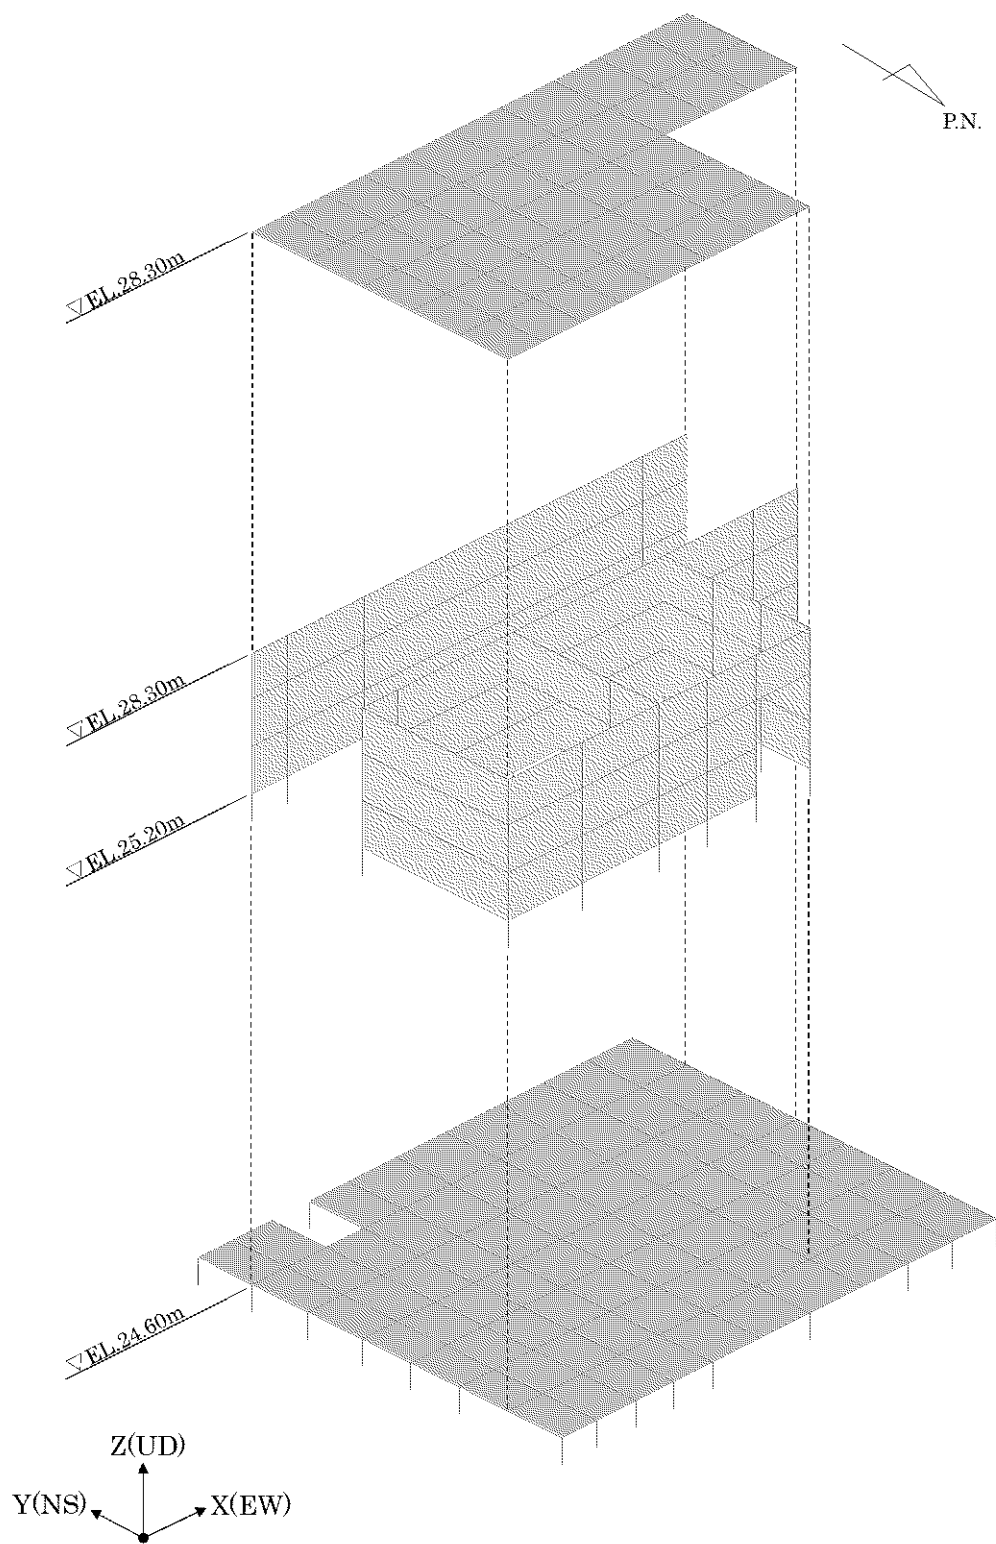 P.N.
▽EL.28.30m
▽EL.28.30m
▽EL.25.20m
▽EL.24.60m
Z(UD)
Y(NS)
X(EW)